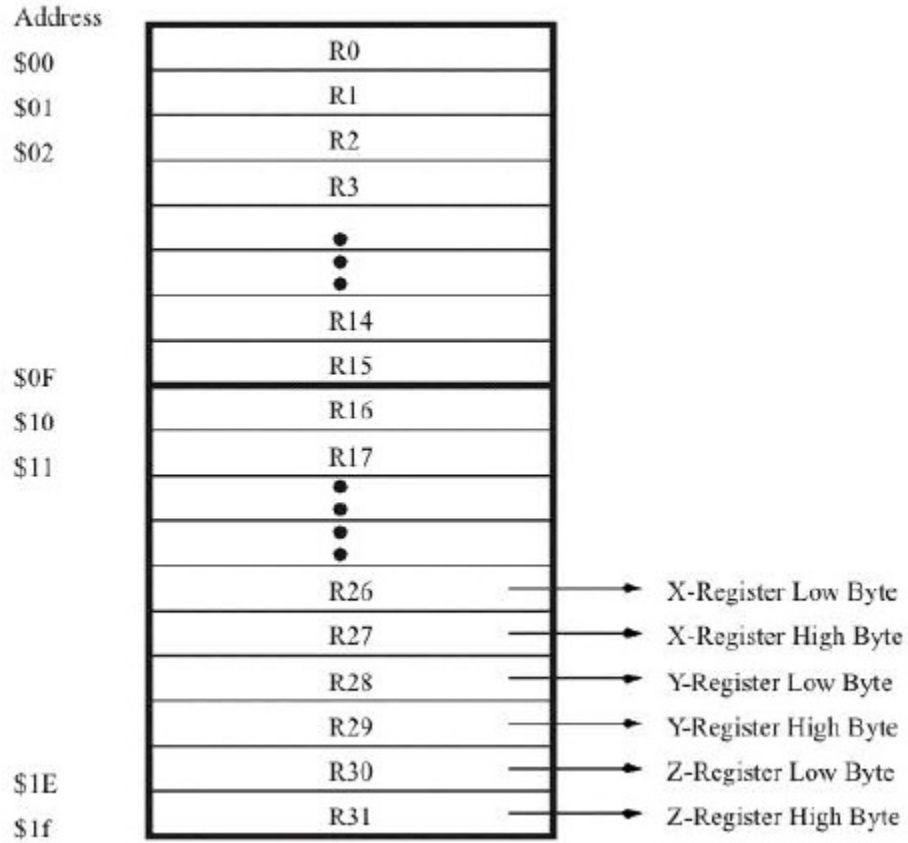 Address
$00 R0
$01 R1
$02 R2
R3
R14
$0F R15
$10 R16
$11 R17
R26 X-Register Low Byte
R27 X-Register High Byte
R28 Y-Register Low Byte
R29 Y-Register High Byte
$1E R30 Z-Register Low Byte
$1f R31 Z-Register High Byte